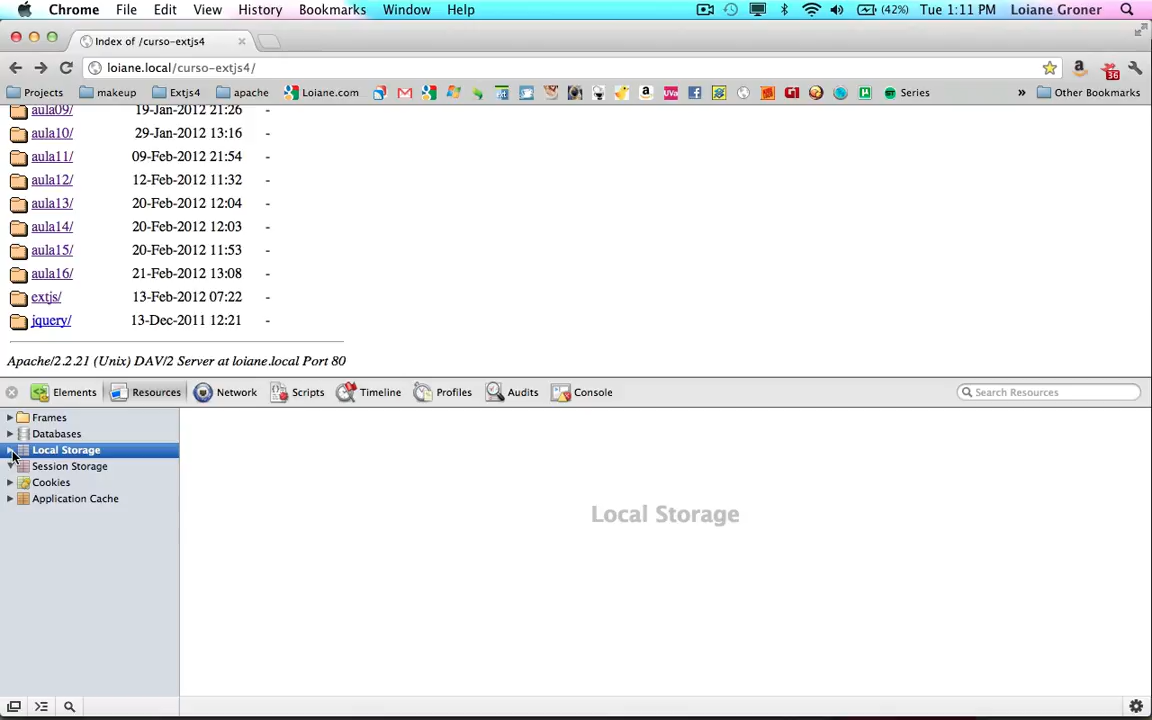 Chrome File Edit View History Bookmarks Window Help (42%) Tue 1:11 PM Loiane Groner
Index of /curso-extjs4
loiane.local/curso-extjs4/ 36
Projects makeup Extjs4 apache Loiane.com Series » Other Bookmarks
aula09/ 19-Jan-2012 21:26 -
aula10/ 29-Jan-2012 13:16 -
aula11/ 09-Feb-2012 21:54 -
aula12/ 12-Feb-2012 11:32 -
aula13/ 20-Feb-2012 12:04 -
aula14/ 20-Feb-2012 12:03 -
aula15/ 20-Feb-2012 11:53 -
aula16/ 21-Feb-2012 13:08 -
extjs/ 13-Feb-2012 07:22 -
jquery/ 13-Dec-2011 12:21 -
Apache/2.2.21 (Unix) DAV/2 Server at loiane.local Port 80
Elements Resources Network Scripts Timeline Profiles Audits Console Search Resources
Frames
Databases
Local Storage
Session Storage
Cookies
Application Cache
Local Storage